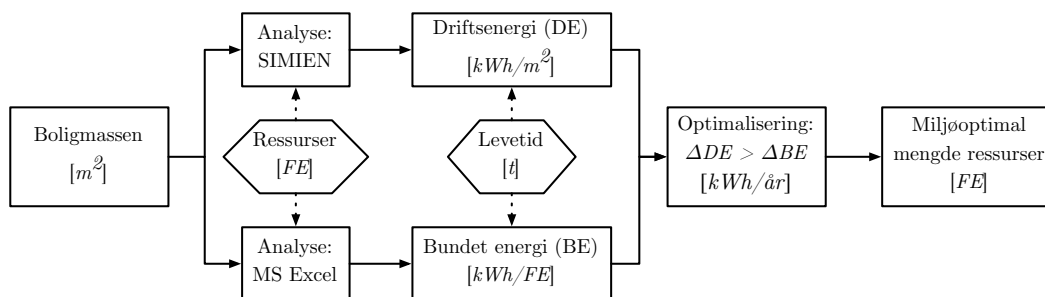 Boligmassen
[m²]
Analyse:
SIMIEN
Ressurser
[FE]
Analyse:
MS Excel
Driftsenergi (DE)
[kWh/m²]
Levetid
[t]
Bundet energi (BE)
[kWh/FE]
Optimalisering:
ΔDE > ΔBE
[kWh/år]
Miljøoptimal
mengde ressurser
[FE]